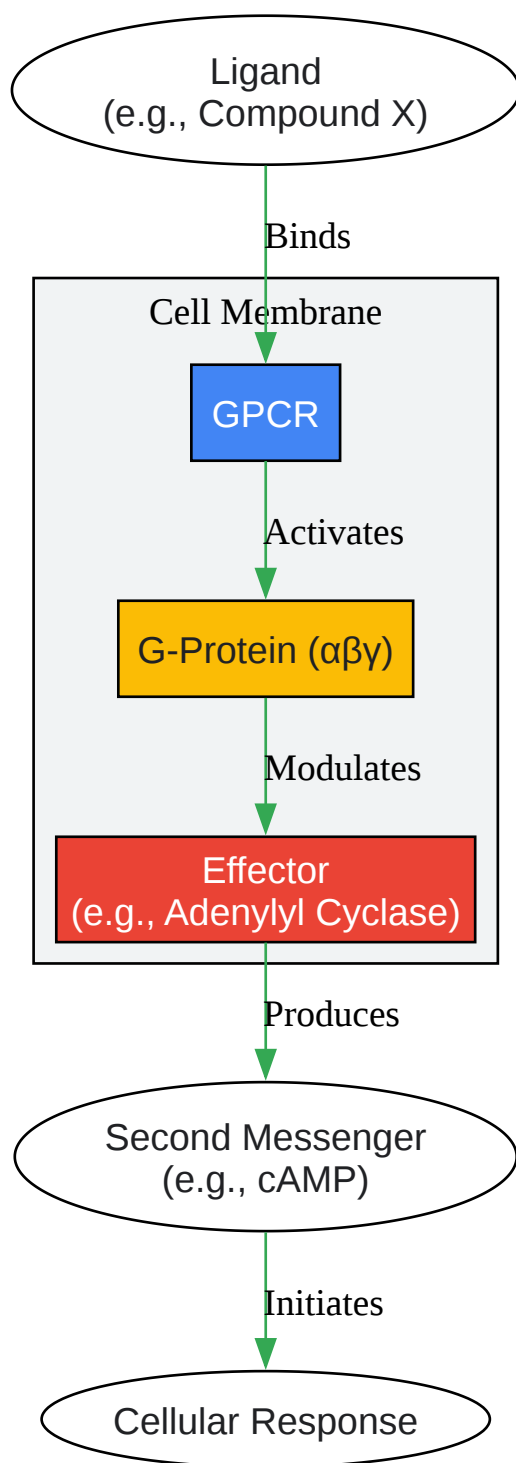 Ligand
(e.g., Compound X)
Binds
Cell Membrane
GPCR
Activates
G-Protein (αβγ)
Modulates
Effector
(e.g., Adenylyl Cyclase)
Produces
Second Messenger
(e.g., cAMP)
Initiates
Cellular Response